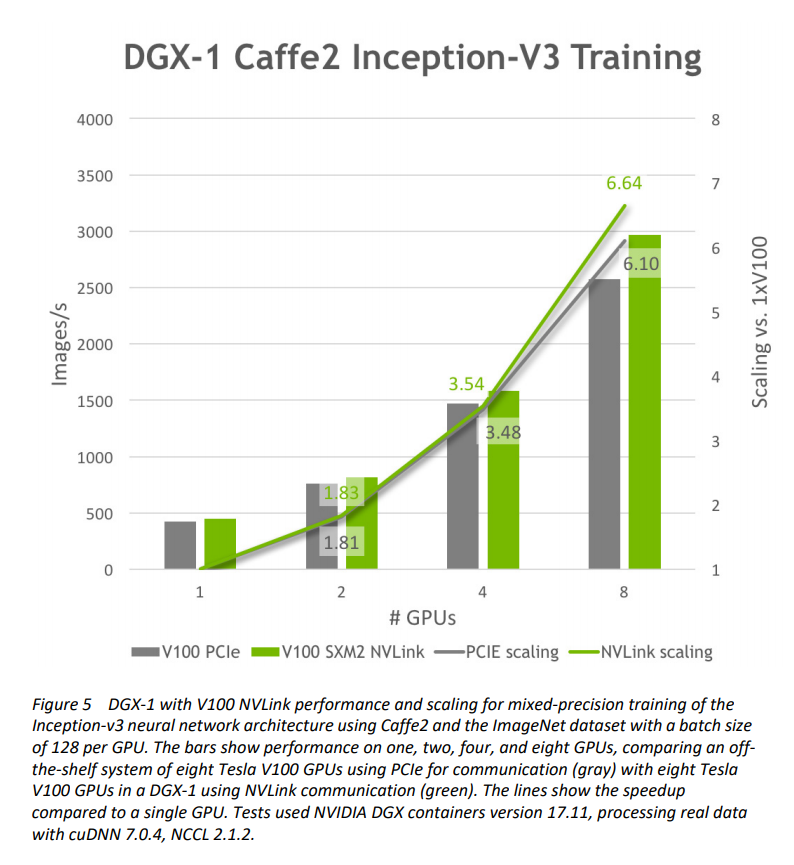 DGX-1 Caffe2 Inception-V3 Training
4000
3500
3000
2500
2000
1500
1000
500
0
Images/s
8
7
6
5
4
3
2
1
Scaling vs. 1xV100
6.64
6.10
3.54
3.48
1.83
1.81
1 2 4 8
# GPUs
V100 PCIe V100 SXM2 NVLink PCIE scaling NVLink scaling
Figure 5 DGX-1 with V100 NVLink performance and scaling for mixed-precision training of the
Inception-v3 neural network architecture using Caffe2 and the ImageNet dataset with a batch size
of 128 per GPU. The bars show performance on one, two, four, and eight GPUs, comparing an off-
the-shelf system of eight Tesla V100 GPUs using PCIe for communication (gray) with eight Tesla
V100 GPUs in a DGX-1 using NVLink communication (green). The lines show the speedup
compared to a single GPU. Tests used NVIDIA DGX containers version 17.11, processing real data
with cuDNN 7.0.4, NCCL 2.1.2.